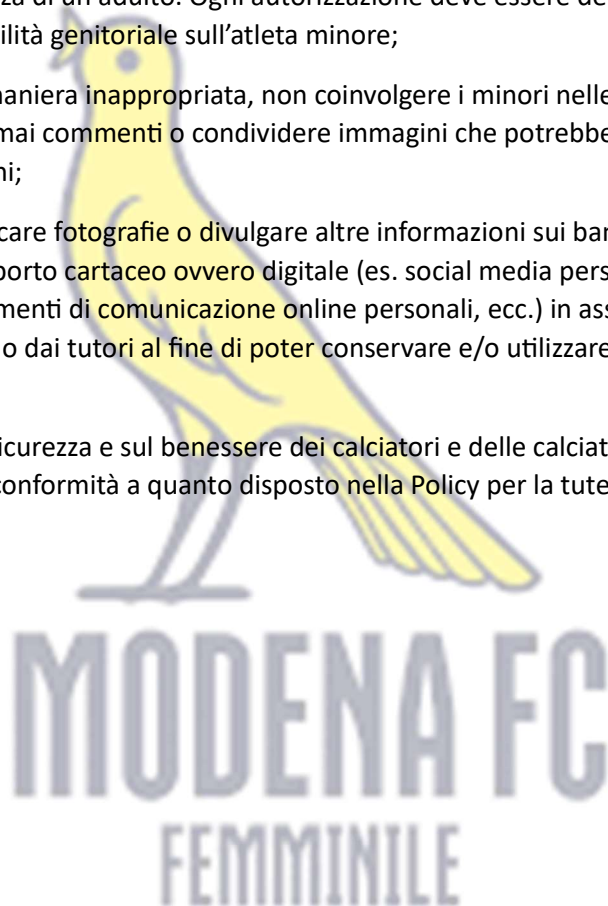 za di un adulto. Ogni autorizzazione deve essere de
ilità genitoriale sull’atleta minore;
naniera inappropriata, non coinvolgere i minori nelle
mai commenti o condividere immagini che potrebbe
ni;
care fotografie o divulgare altre informazioni sui bar
porto cartaceo ovvero digitale (es. social media pers
menti di comunicazione online personali, ecc.) in ass
o dai tutori al fine di poter conservare e/o utilizzare
icurezza e sul benessere dei calciatori e delle calciat
conformità a quanto disposto nella Policy per la tute
MODENA FC
FEMMINILE